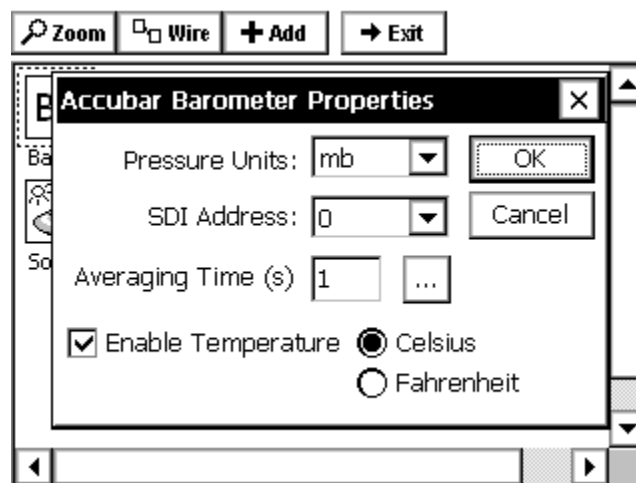 Zoom Wire Add Exit
Accubar Barometer Properties
Pressure Units: mb OK
SDI Address: 0 Cancel
Averaging Time (s) 1 ...
Enable Temperature Celsius
Fahrenheit